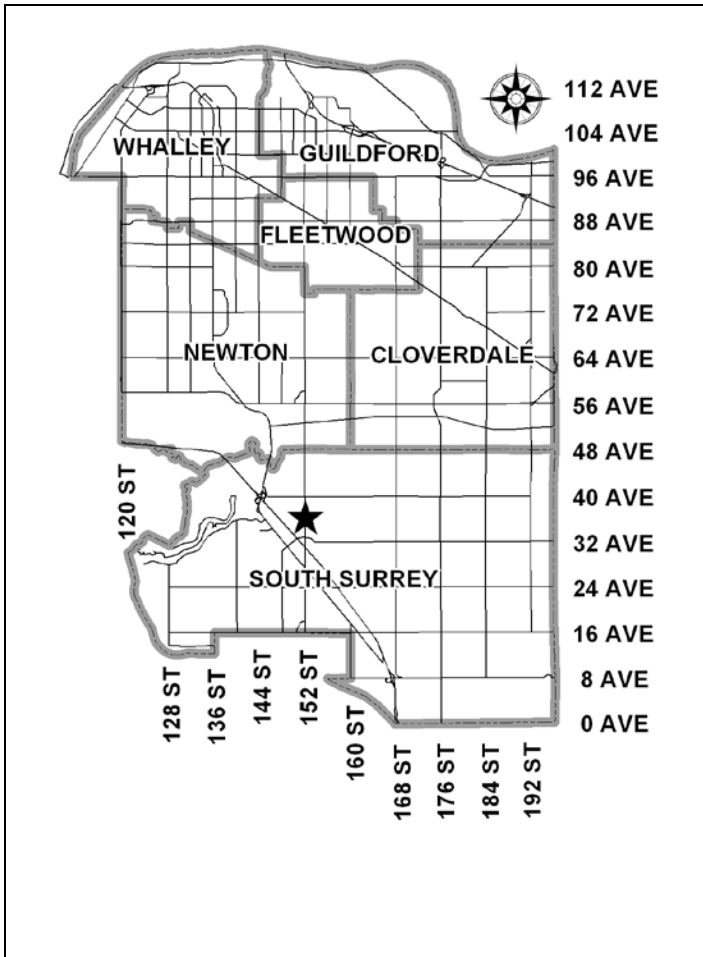 112 AVE
104 AVE
WHALLEY
GUILDFORD
96 AVE
88 AVE
FLEETWOOD
80 AVE
72 AVE
NEWTON
CLOVERDALE
64 AVE
56 AVE
48 AVE
120 ST
40 AVE
32 AVE
SOUTH SURREY
24 AVE
16 AVE
8 AVE
0 AVE
128 ST
136 ST
144 ST
152 ST
160 ST
168 ST
176 ST
184 ST
192 ST